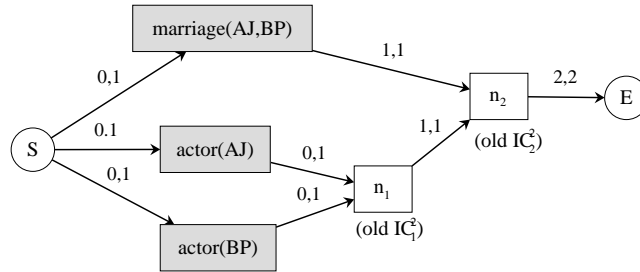 marriage(AJ,BP)
0,1
1,1
n₂
2,2
E
(old IC²₂)
S
0.1
actor(AJ)
0,1
1,1
0,1
0,1
n₁
(old IC²₁)
actor(BP)